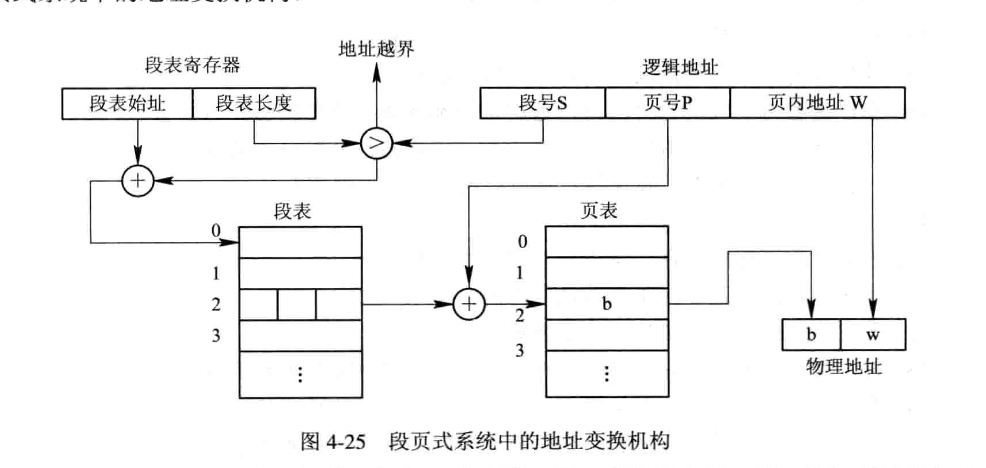 地址越界
段表寄存器
逻辑地址
段表始址 段表长度
段号S 页号P 页内地址 W
>
+
段表
页表
0
1
2
3
⋮
+
0
1
b
2
3
⋮
b w
物理地址
图 4-25 段页式系统中的地址变换机构